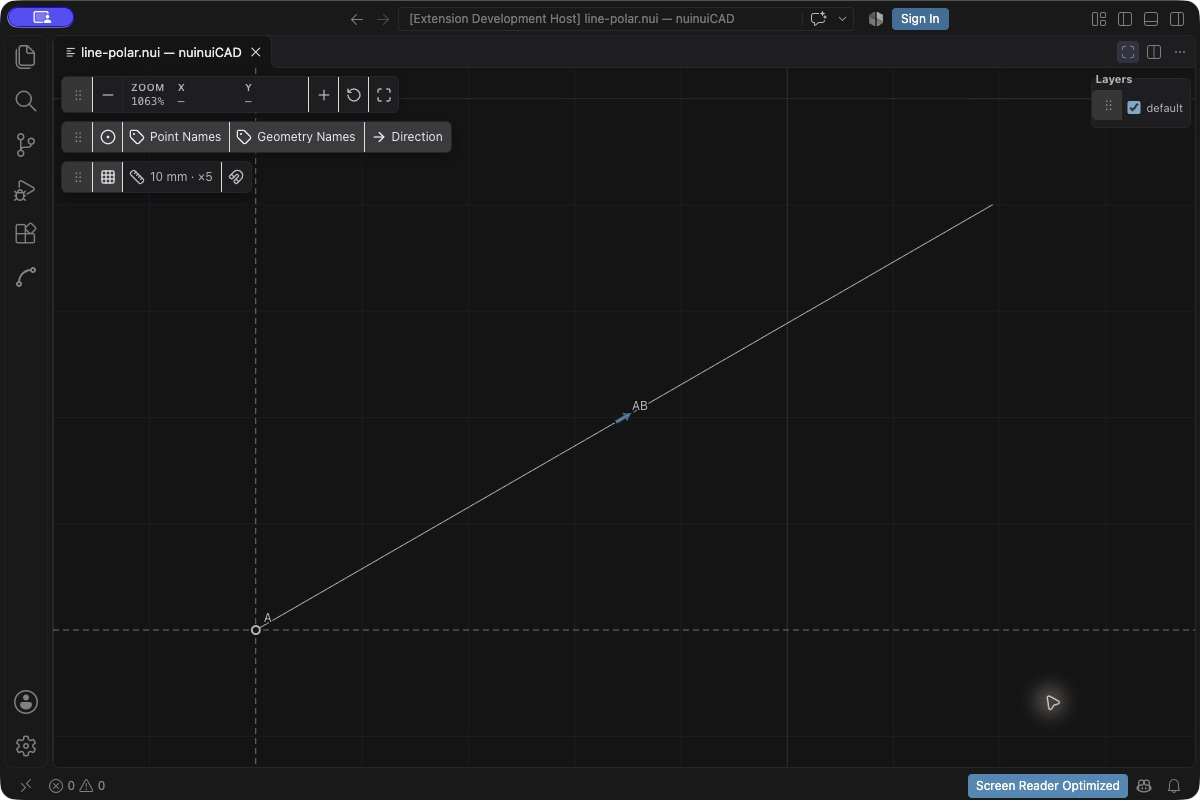 [Extension Development Host] line-polar.nui — nuinuiCAD
Sign In
line-polar.nui — nuinuiCAD
ZOOM X Y
1063% – –
Layers
default
Point Names
Geometry Names
Direction
10 mm · ×5
AB
A
0
0
Screen Reader Optimized